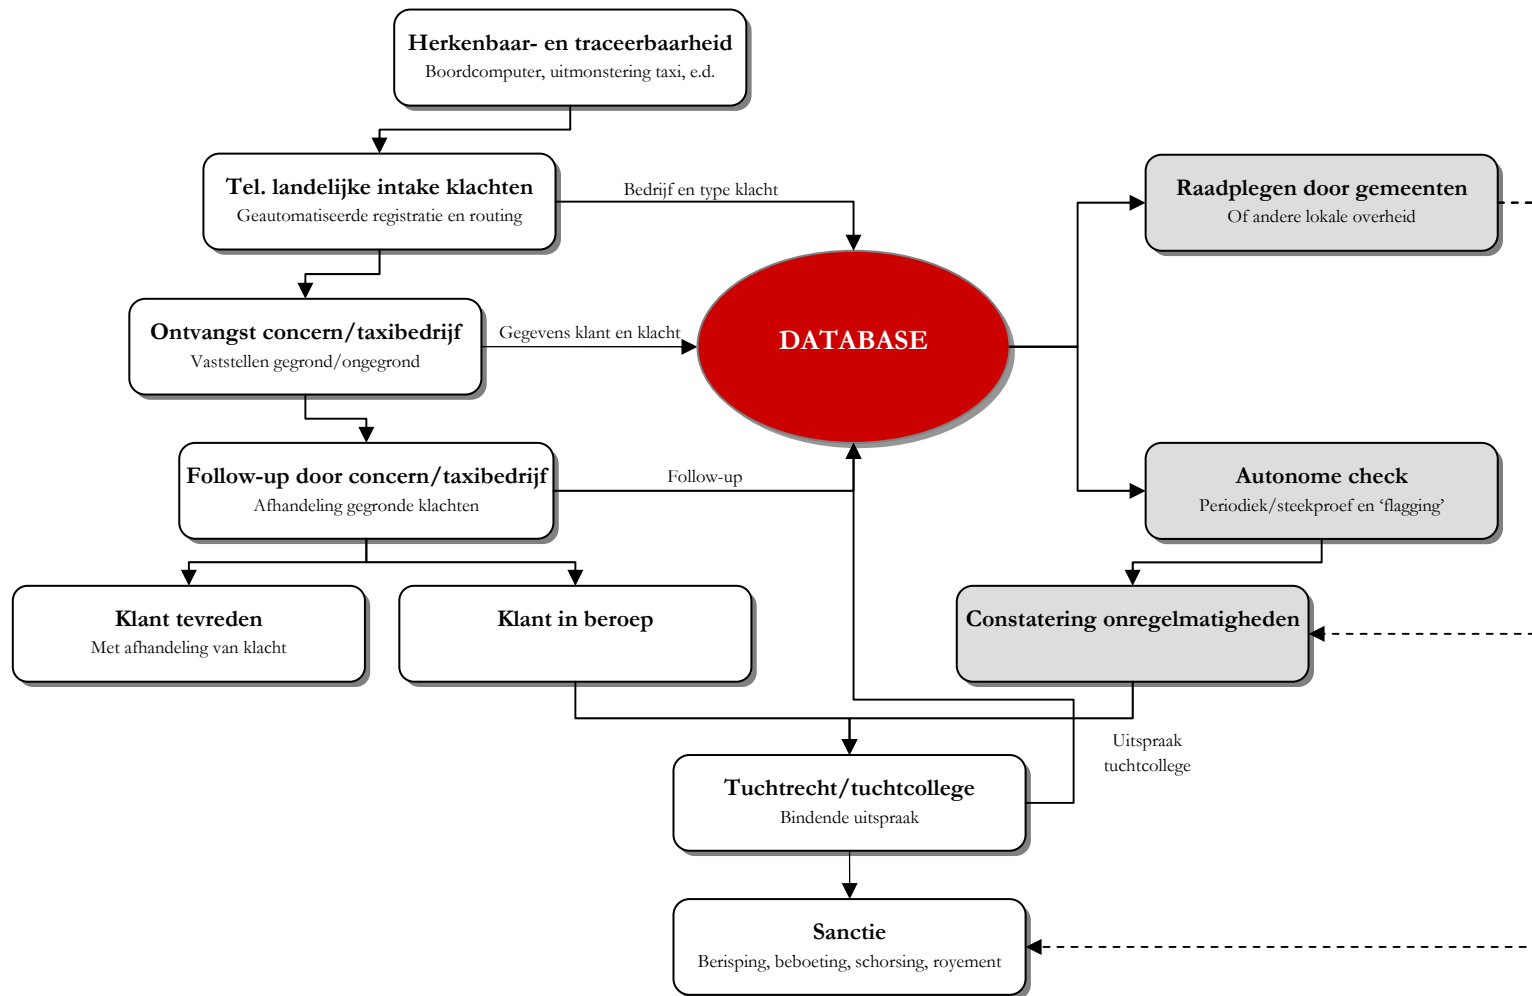 Herkenbaar- en traceerbaarheid
Boordcomputer, uitmonstering taxi, e.d.
Tel. landelijke intake klachten
Geautomatiseerde registratie en routing
Bedrijf en type klacht
Raadplegen door gemeenten
Of andere lokale overheid
Ontvangst concern/taxibedrijf
Vaststellen gegrond/ongegrond
Gegevens klant en klacht
DATABASE
Follow-up door concern/taxibedrijf
Afhandeling gegronde klachten
Follow-up
Autonome check
Periodiek/steekproef en ‘flagging’
Klant tevreden
Met afhandeling van klacht
Klant in beroep
Constatering onregelmatigheden
Uitspraak
tuchtcollege
Tuchtrecht/tuchtcollege
Bindende uitspraak
Sanctie
Berisping, beboeting, schorsing, royement